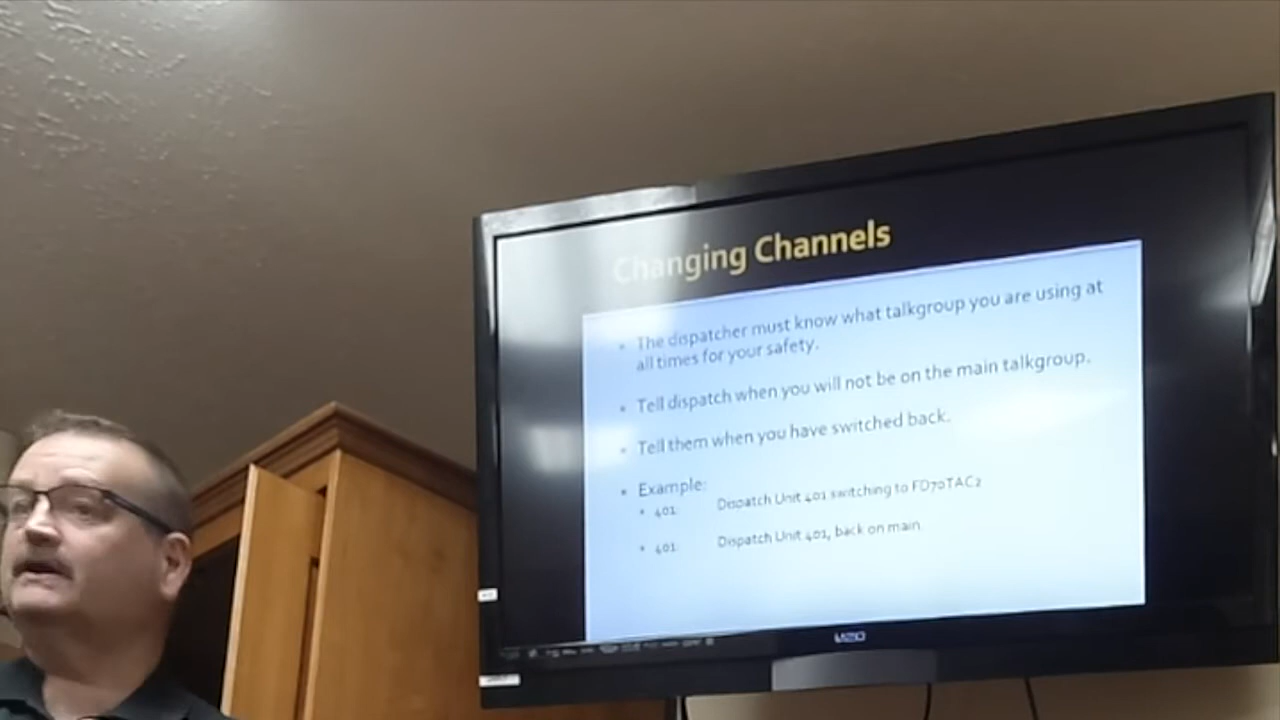 Changing Channels
The dispatcher must know what talkgroup you are using at
all times for your safety.
Tell dispatch when you will not be on the main talkgroup.
Tell them when you have switched back.
Example:
401: Dispatch Unit 401 switching to FD70TAC2
401: Dispatch Unit 401, back on main.
VIZIO